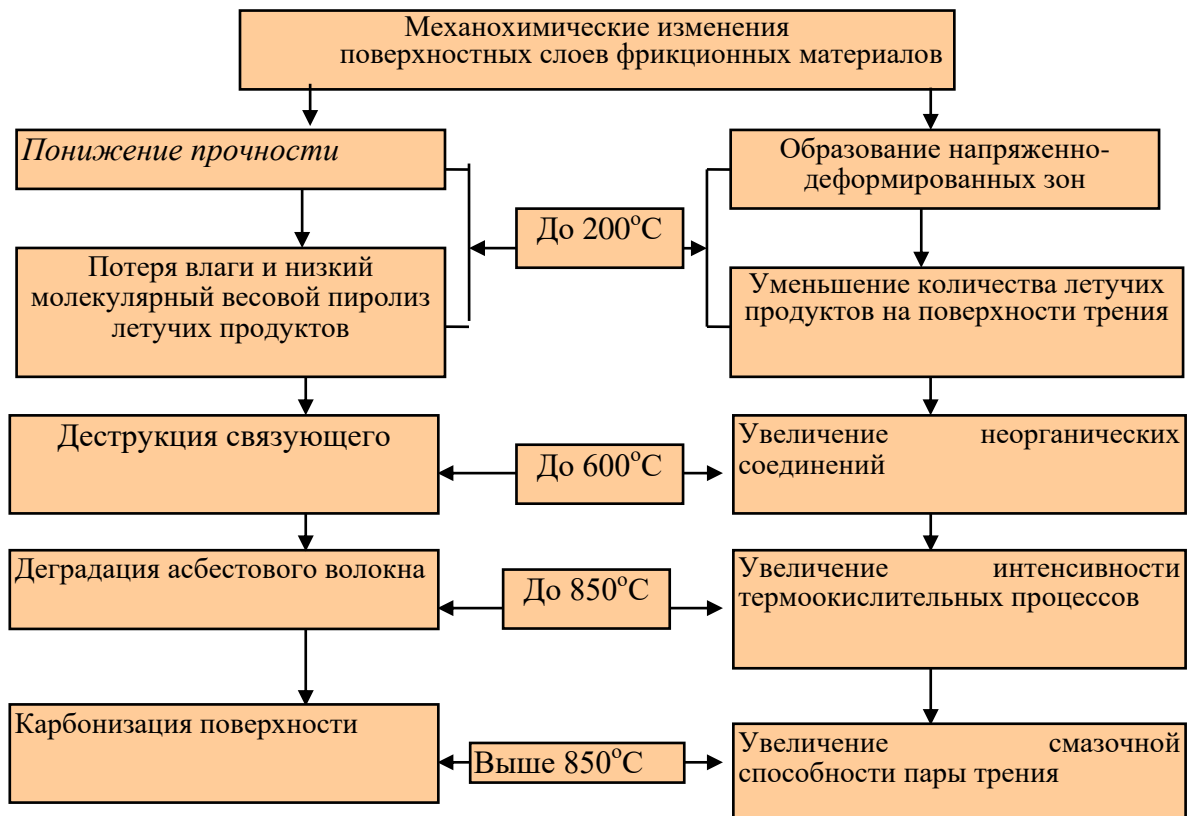 Механохимические изменения
поверхностных слоев фрикционных материалов
Понижение прочности
Образование напряженно-
деформированных зон
До 200°С
Потеря влаги и низкий
молекулярный весовой пиролиз
летучих продуктов
Уменьшение количества летучих
продуктов на поверхности трения
Деструкция связующего
До 600°С
Увеличение неорганических
соединений
Деградация асбестового волокна
До 850°С
Увеличение интенсивности
термоокислительных процессов
Карбонизация поверхности
Выше 850°С
Увеличение смазочной
способности пары трения